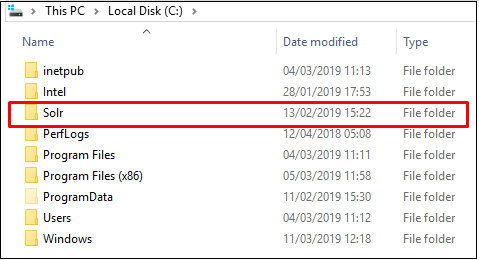 This PC > Local Disk (C:) >
Name Date modified Type
inetpub 04/03/2019 11:13 File folder
Intel 28/01/2019 17:53 File folder
Solr 13/02/2019 15:22 File folder
PerfLogs 12/04/2018 05:08 File folder
Program Files 04/03/2019 11:11 File folder
Program Files (x86) 05/03/2019 11:58 File folder
ProgramData 11/02/2019 15:30 File folder
Users 04/03/2019 11:12 File folder
Windows 11/03/2019 12:18 File folder